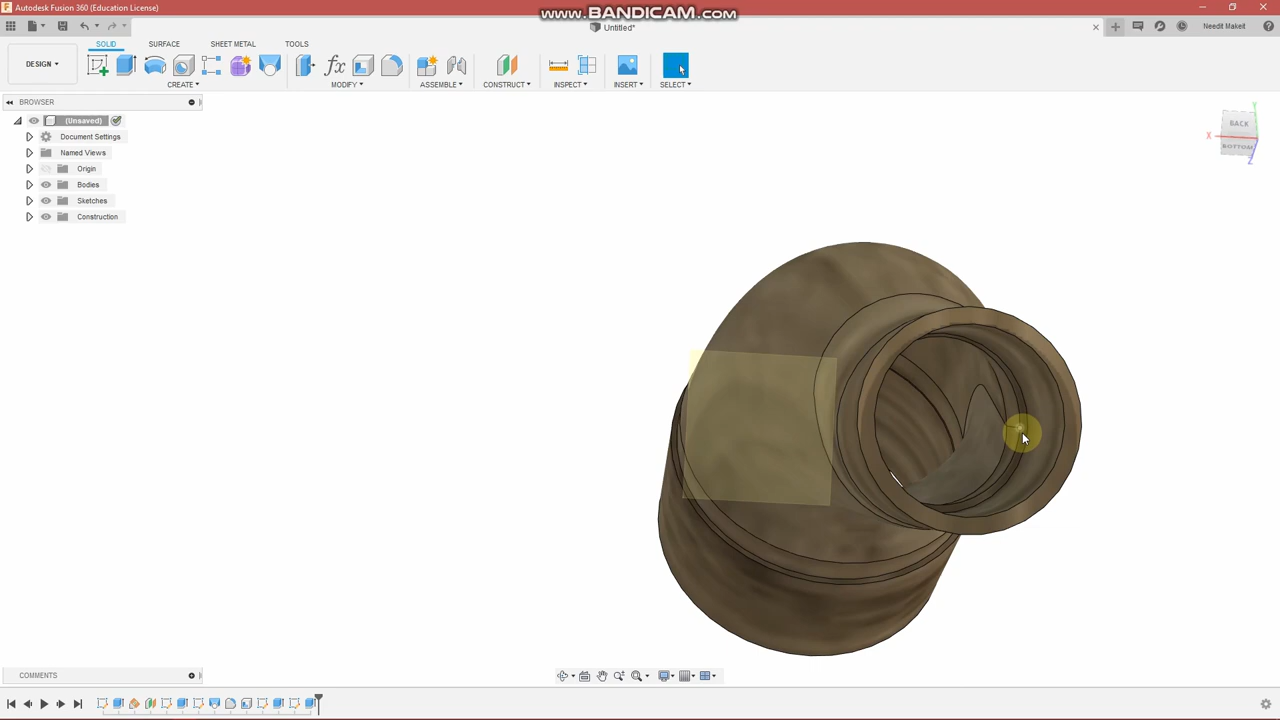 Autodesk Fusion 360 (Education License)
www.BANDICAM.com
Untitled*
Needit Makeit
DESIGN
SOLID
SURFACE
SHEET METAL
TOOLS
CREATE
MODIFY
ASSEMBLE
CONSTRUCT
INSPECT
INSERT
SELECT
BROWSER
(Unsaved)
Document Settings
Named Views
Origin
Bodies
Sketches
Construction
Y
X
BACK
BOTTOM
Z
COMMENTS